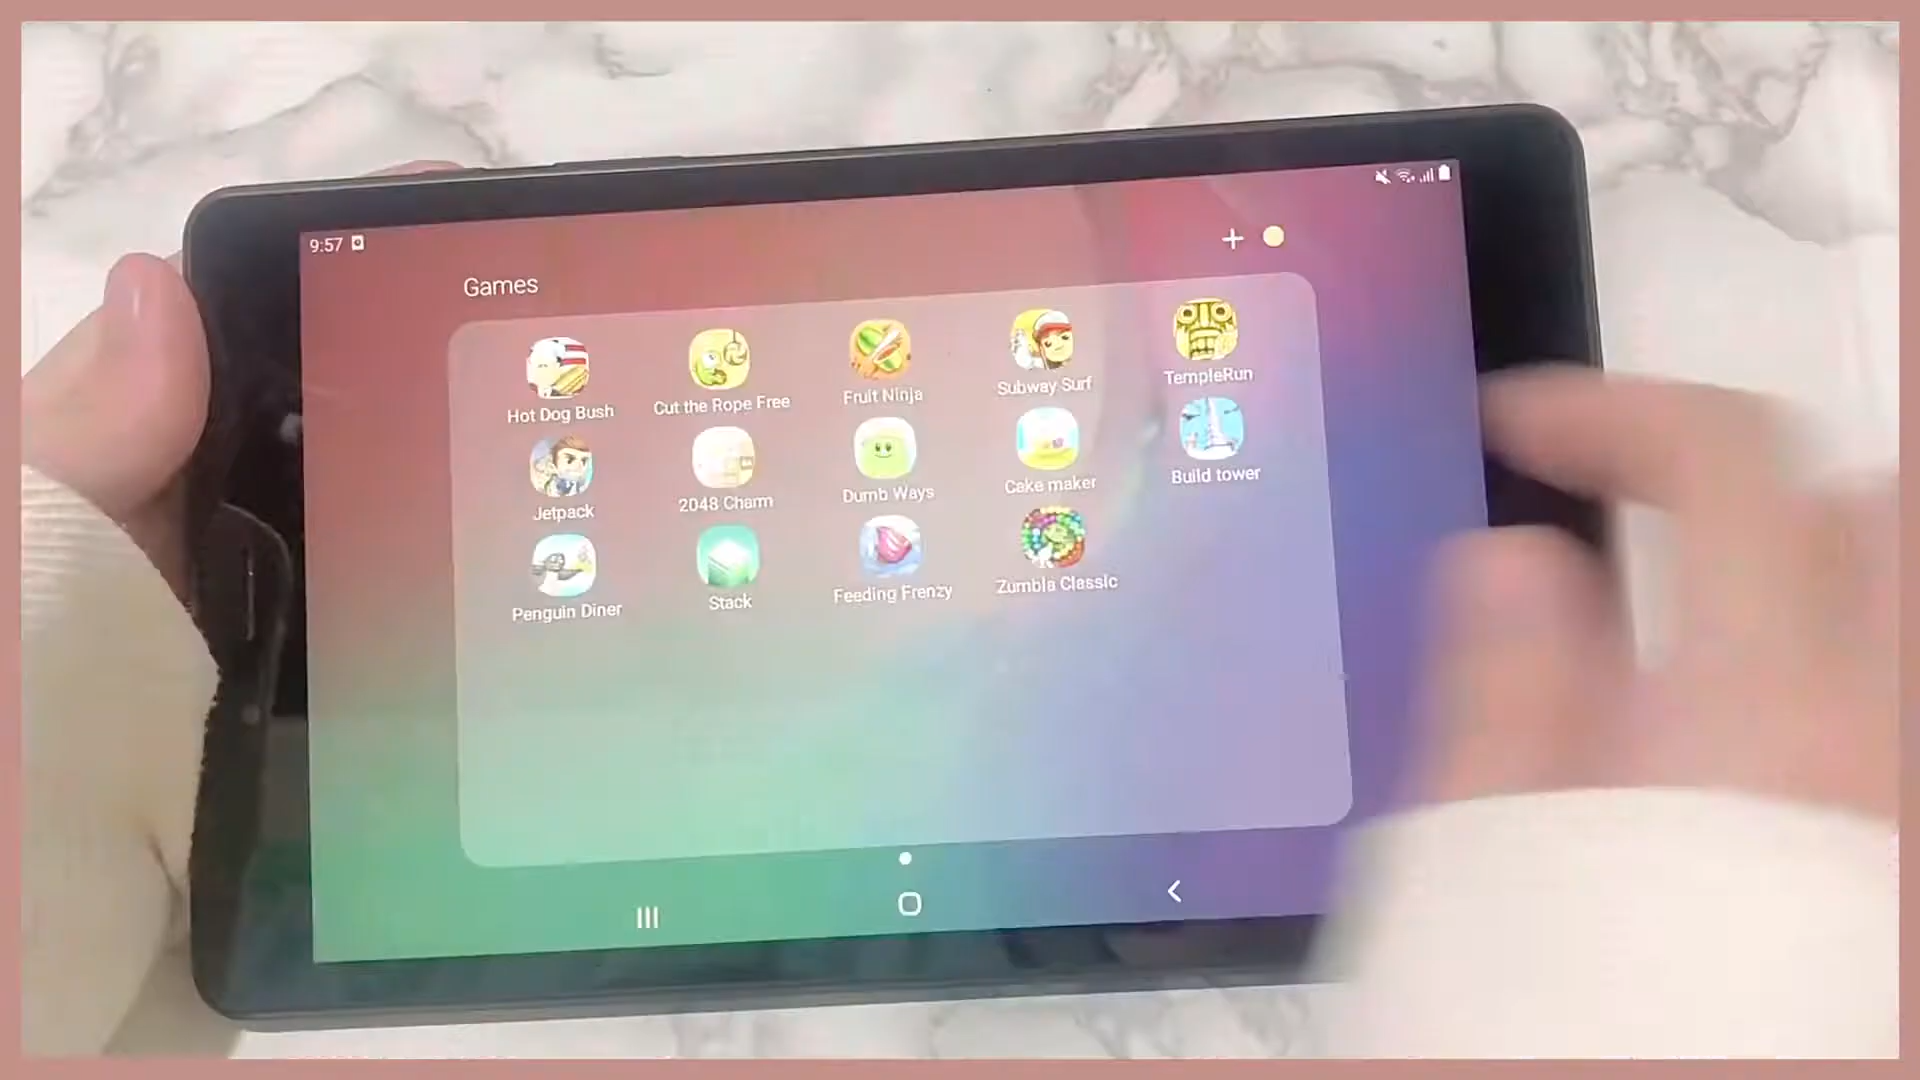 9:57
Games
Hot Dog Bush
Cut the Rope Free
Fruit Ninja
Subway Surf
TempleRun
Jetpack
2048 Charm
Dumb Ways
Cake maker
Build tower
Penguin Diner
Stack
Feeding Frenzy
Zumbla Classic